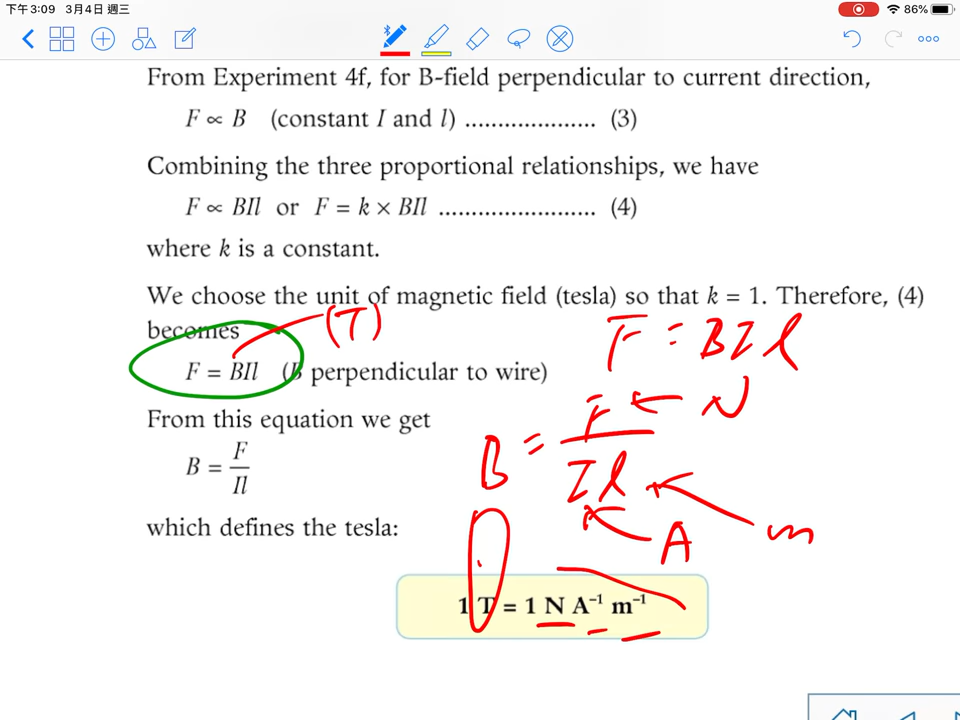 下午3:09 3月4日 週三 86%
From Experiment 4f, for B-field perpendicular to current direction,
F ∝ B (constant I and l) .................... (3)
Combining the three proportional relationships, we have
F ∝ BIl or F = k × BIl ........................ (4)
where k is a constant.
We choose the unit of magnetic field (tesla) so that k = 1. Therefore, (4)
becomes
(T)
F = BIl
F = BIl (B perpendicular to wire)
From this equation we get
B = F/Il
B = F/Il
N
m
A
which defines the tesla:
1 T = 1 N A⁻¹ m⁻¹